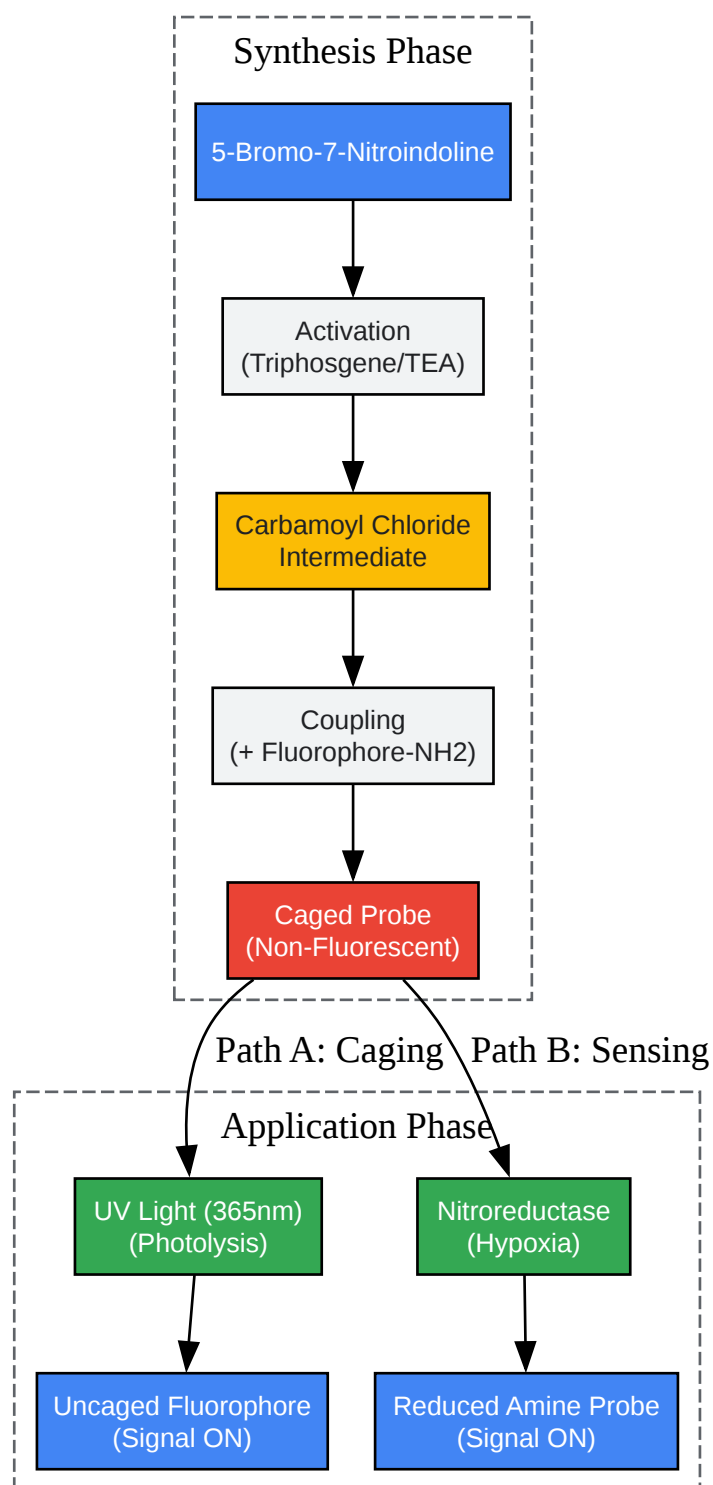 Synthesis Phase
5-Bromo-7-Nitroindoline
Activation
(Triphosgene/TEA)
Carbamoyl Chloride
Intermediate
Coupling
(+ Fluorophore-NH2)
Caged Probe
(Non-Fluorescent)
Path A: Caging
Path B: Sensing
Application Phase
UV Light (365nm)
(Photolysis)
Nitroreductase
(Hypoxia)
Uncaged Fluorophore
(Signal ON)
Reduced Amine Probe
(Signal ON)